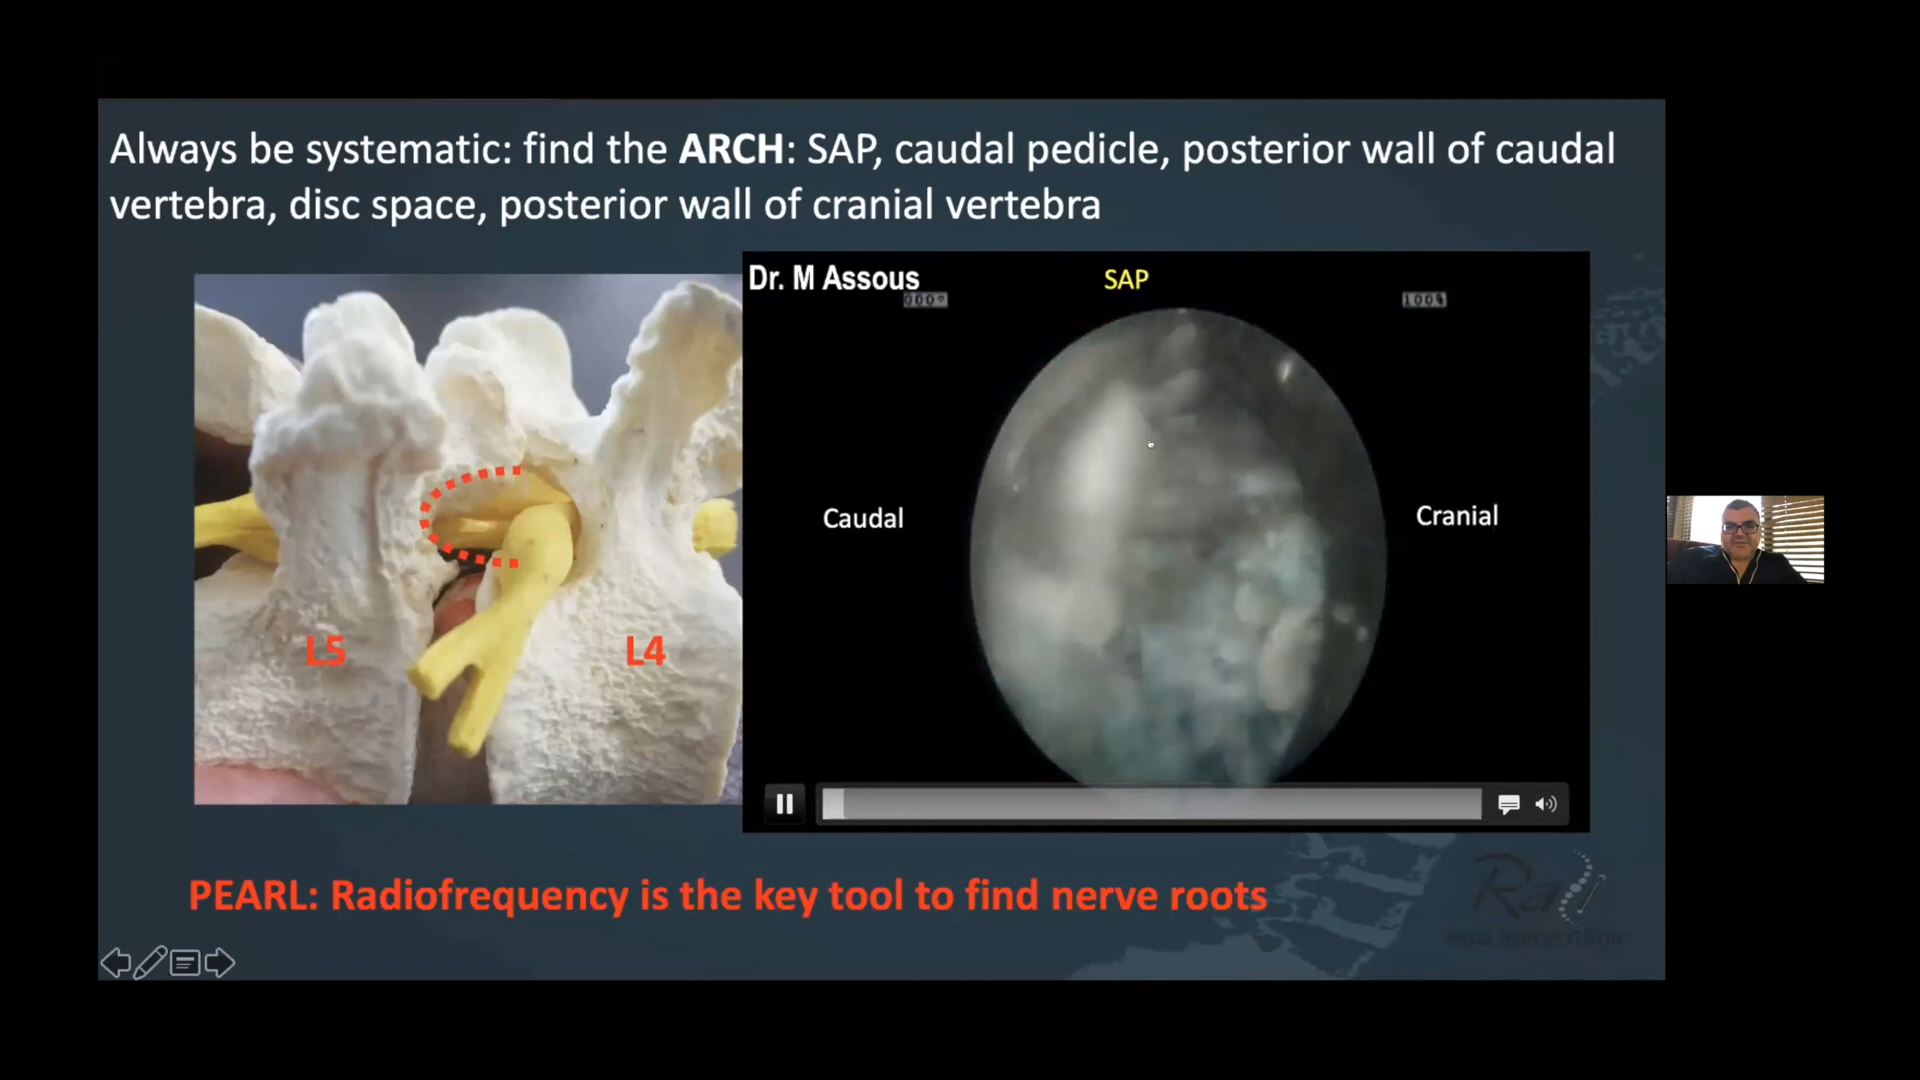 Always be systematic: find the ARCH: SAP, caudal pedicle, posterior wall of caudal
vertebra, disc space, posterior wall of cranial vertebra
Dr. M Assous
SAP
000°
100%
Caudal
Cranial
L5
L4
PEARL: Radiofrequency is the key tool to find nerve roots